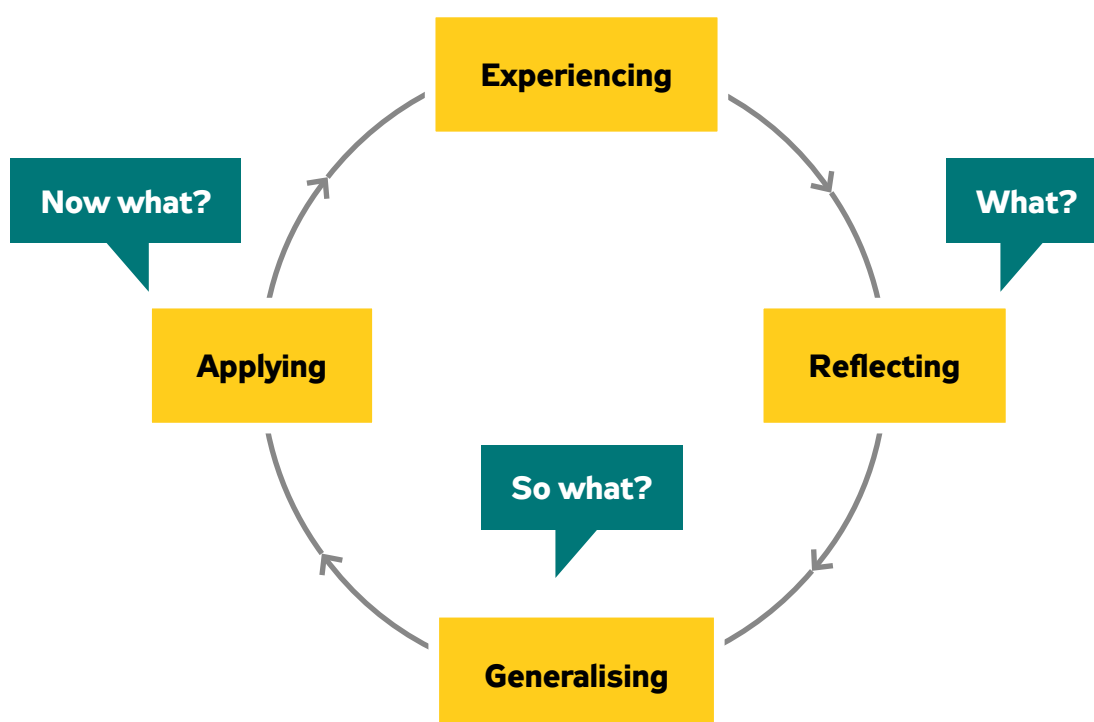 Experiencing
Now what?
What?
Applying
Reflecting
So what?
Generalising